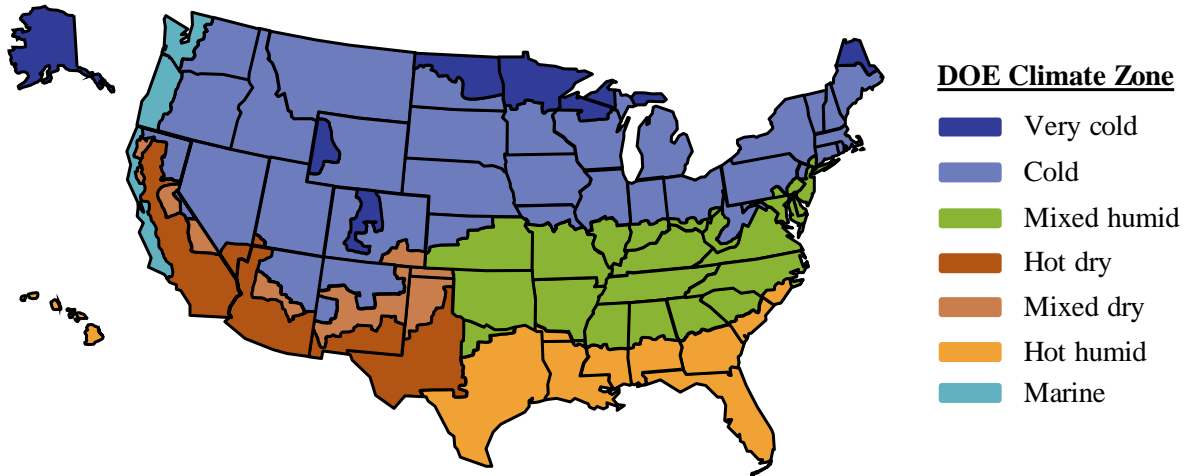 DOE Climate Zone
Very cold
Cold
Mixed humid
Hot dry
Mixed dry
Hot humid
Marine